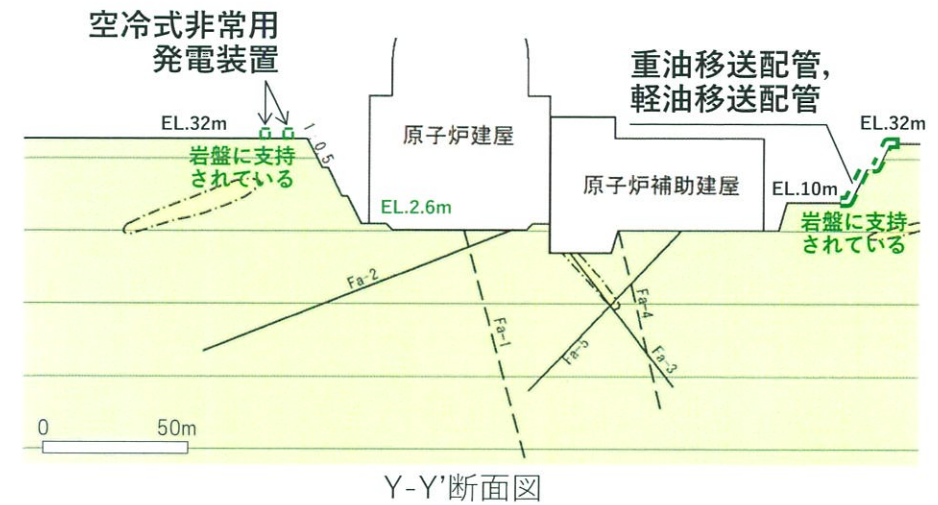 空冷式非常用
発電装置
重油移送配管,
軽油移送配管
EL.32m
1:0.5
原子炉建屋
EL.32m
岩盤に支持
されている
原子炉補助建屋
EL.10m
EL.2.6m
岩盤に支持
されている
Fa-2
Fa-1
Fa-4
Fa-5
Fa-3
0
50m
Y-Y’断面図